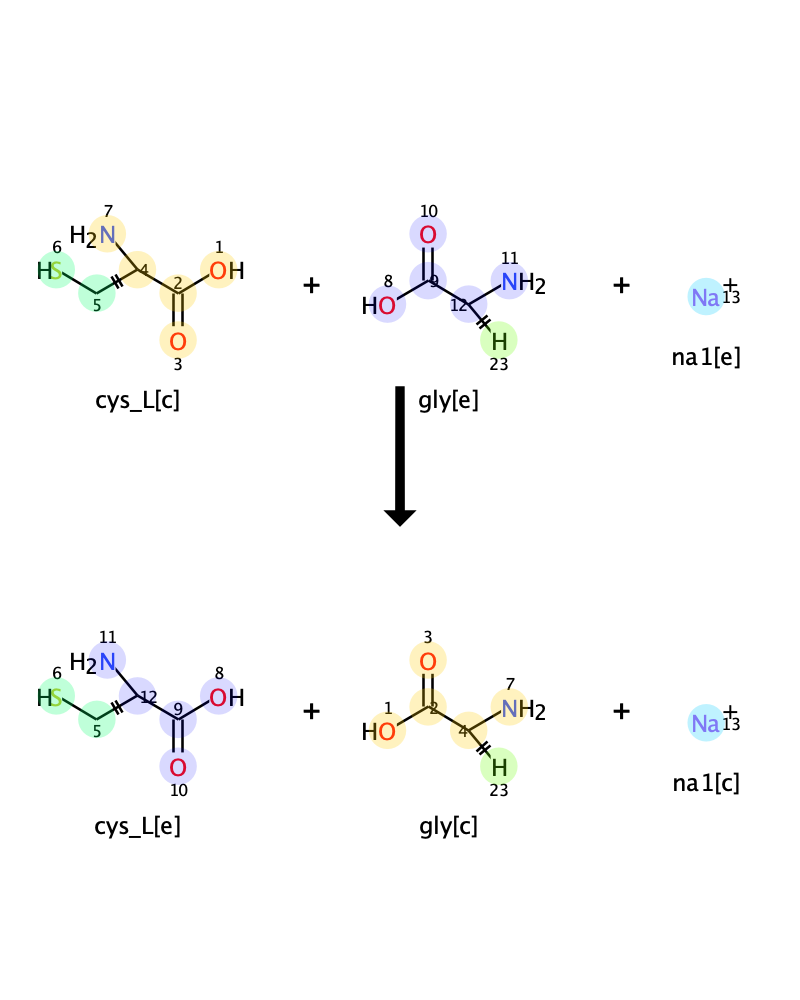 7 10
H2N 6 1 O 11
HS 4 2 OH + 8 9 NH2 + Na + 13
5 HO 12
O H
3 23 na1[e]
cys_L[c] gly[e]
11 3
H2N 6 8 O 7
HS 12 9 OH + 1 2 NH2 + Na + 13
5 HO 4
O H
10 23 na1[c]
cys_L[e] gly[c]